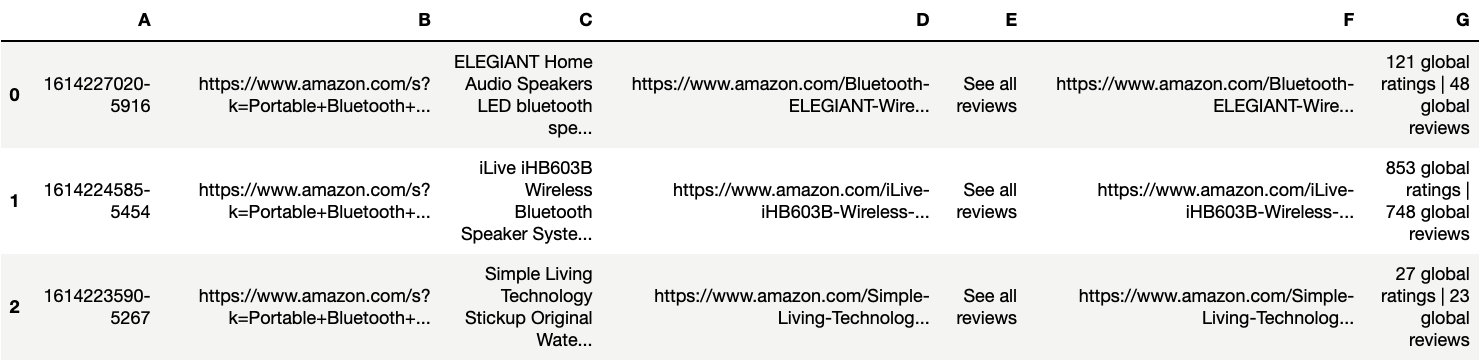 A B C D E F G
0 1614227020-5916 https://www.amazon.com/s?k=Portable+Bluetooth+... ELEGIANT Home Audio Speakers LED bluetooth spe... https://www.amazon.com/Bluetooth-ELEGIANT-Wire... See all reviews https://www.amazon.com/Bluetooth-ELEGIANT-Wire... 121 global ratings | 48 global reviews
1 1614224585-5454 https://www.amazon.com/s?k=Portable+Bluetooth+... iLive iHB603B Wireless Bluetooth Speaker Syste... https://www.amazon.com/iLive-iHB603B-Wireless-... See all reviews https://www.amazon.com/iLive-iHB603B-Wireless-... 853 global ratings | 748 global reviews
2 1614223590-5267 https://www.amazon.com/s?k=Portable+Bluetooth+... Simple Living Technology Stickup Original Wate... https://www.amazon.com/Simple-Living-Technolog... See all reviews https://www.amazon.com/Simple-Living-Technolog... 27 global ratings | 23 global reviews